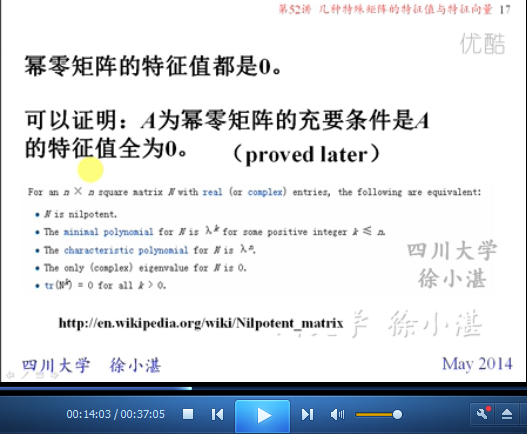 第52讲 几种特殊矩阵的特征值与特征向量 17
优酷
幂零矩阵的特征值都是0。
可以证明：A为幂零矩阵的充要条件是A
的特征值全为0。 （proved later）
For an n × n square matrix N with real (or complex) entries, the following are equivalent:
• N is nilpotent.
• The minimal polynomial for N is λ^k for some positive integer k ≤ n.
• The characteristic polynomial for N is λ^n.
• The only (complex) eigenvalue for N is 0.
• tr(N^k) = 0 for all k > 0.
四川大学
徐小湛
http://en.wikipedia.org/wiki/Nilpotent_matrix
徐小湛
四川大学 徐小湛 May 2014
00:14:03 / 00:37:05